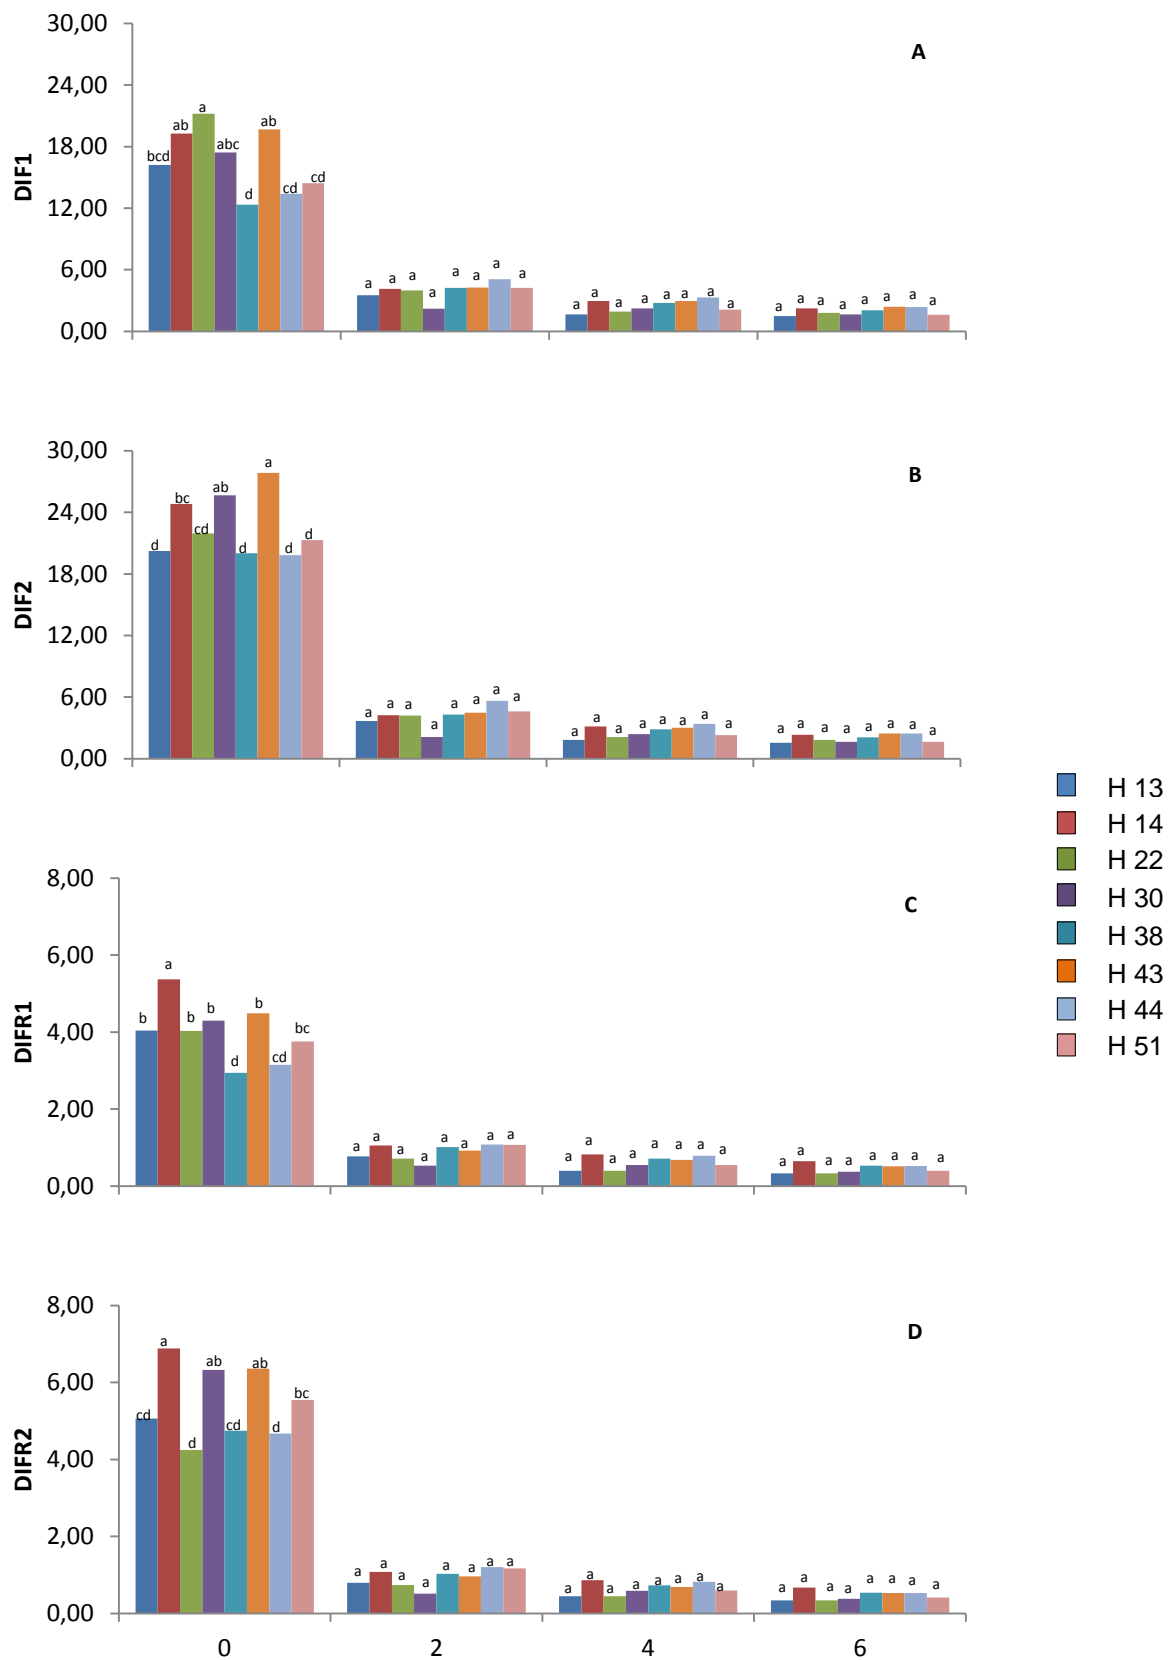 30,00
A
24,00
a
ab ab
abc
18,00
bcd
cd cd
d
DIF1
12,00
6,00
a a a a a a a a
a a a a a a a a
a a a a a a a a
0,00
30,00
B
a
ab
bc
24,00
cd
d d d d
18,00
DIF2
12,00
6,00
a a a a a a a a
a a a a a a a a
a a a a a a a a
0,00
H 13
H 14
H 22
H 30
H 38
H 43
H 44
H 51
8,00
C
6,00
a
b b b b
bc
4,00
d cd
DIFR1
2,00
a a a a a a a a
a a a a a a a a
a a a a a a a a
0,00
8,00
D
a
ab ab
6,00
bc
cd d cd d
4,00
DIFR2
2,00
a a a a a a a a
a a a a a a a a
a a a a a a a a
0,00
0 2 4 6